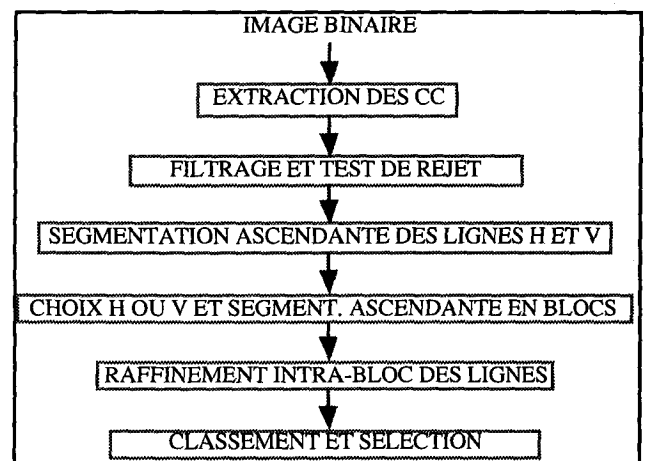 IMAGE BINAIRE
EXTRACTION DES CC
FILTRAGE ET TEST DE REJET
SEGMENTATION ASCENDANTE DES LIGNES H ET V
CHOIX H OU V ET SEGMENT. ASCENDANTE EN BLOCS
RAFFINEMENT INTRA-BLOC DES LIGNES
CLASSEMENT ET SELECTION